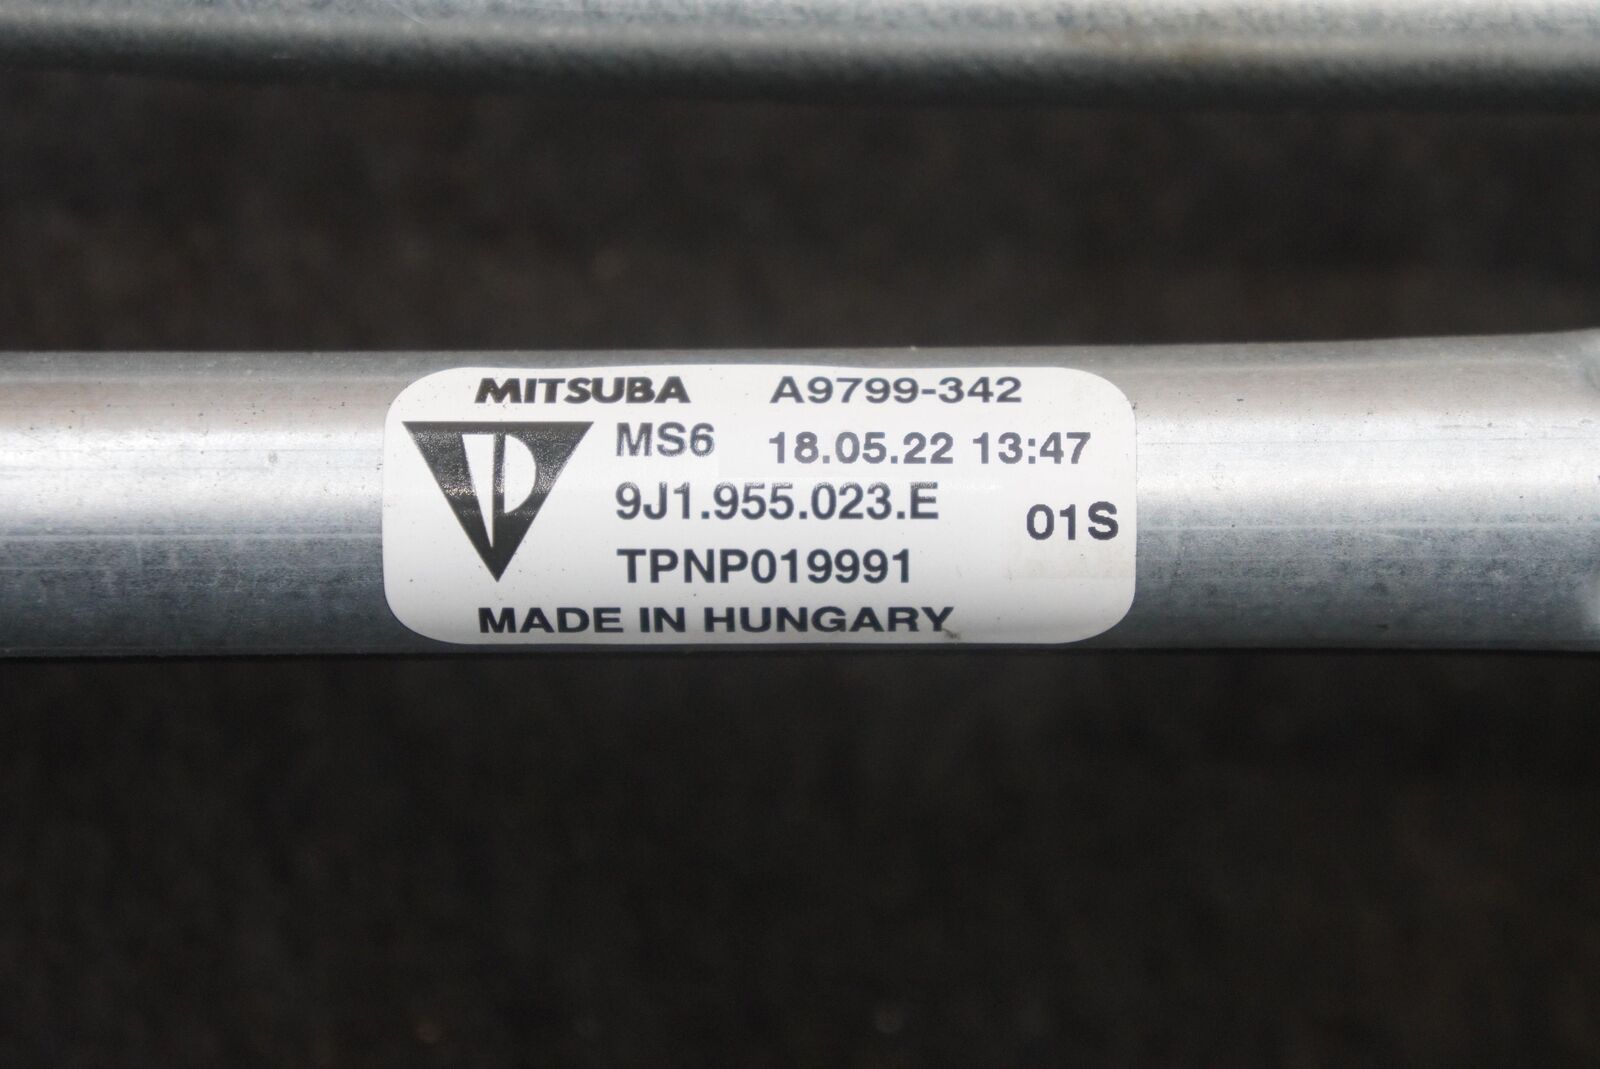 MITSUBA A9799-342
MS6 18.05.22 13:47
9J1.955.023.E
01S
TPNP019991
MADE IN HUNGARY